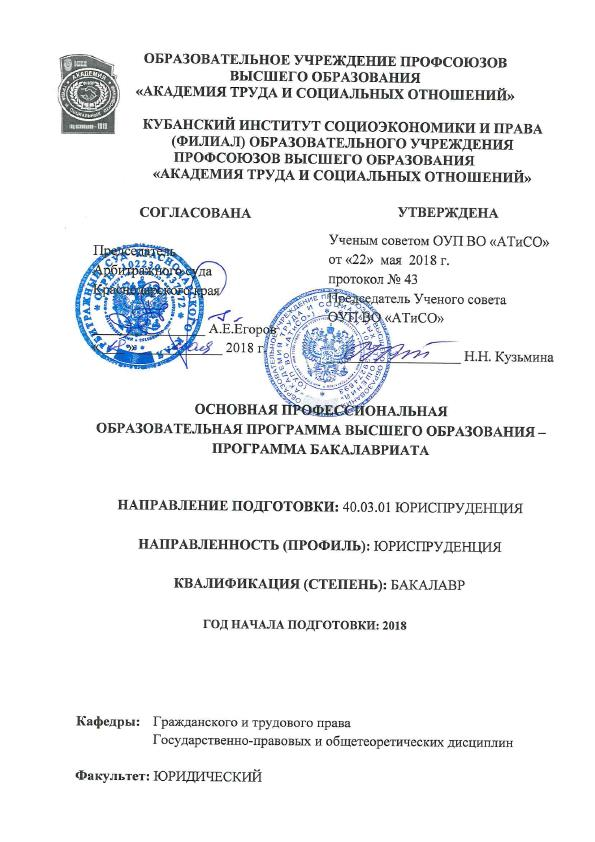 ОБРАЗОВАТЕЛЬНОЕ УЧРЕЖДЕНИЕ ПРОФСОЮЗОВ
ВЫСШЕГО ОБРАЗОВАНИЯ
«АКАДЕМИЯ ТРУДА И СОЦИАЛЬНЫХ ОТНОШЕНИЙ»
КУБАНСКИЙ ИНСТИТУТ СОЦИОЭКОНОМИКИ И ПРАВА
(ФИЛИАЛ) ОБРАЗОВАТЕЛЬНОГО УЧРЕЖДЕНИЯ
ПРОФСОЮЗОВ ВЫСШЕГО ОБРАЗОВАНИЯ
«АКАДЕМИЯ ТРУДА И СОЦИАЛЬНЫХ ОТНОШЕНИЙ»
СОГЛАСОВАНА
Председатель
Арбитражного суда
Краснодарского края
А.Е.Егоров
2018 г.
УТВЕРЖДЕНА
Ученым советом ОУП ВО «АТиСО»
от «22» мая 2018 г.
протокол № 43
Председатель Ученого совета
ОУП ВО «АТиСО»
Н.Н. Кузьмина
ОСНОВНАЯ ПРОФЕССИОНАЛЬНАЯ
ОБРАЗОВАТЕЛЬНАЯ ПРОГРАММА ВЫСШЕГО ОБРАЗОВАНИЯ –
ПРОГРАММА БАКАЛАВРИАТА
НАПРАВЛЕНИЕ ПОДГОТОВКИ: 40.03.01 ЮРИСПРУДЕНЦИЯ
НАПРАВЛЕННОСТЬ (ПРОФИЛЬ): ЮРИСПРУДЕНЦИЯ
КВАЛИФИКАЦИЯ (СТЕПЕНЬ): БАКАЛАВР
ГОД НАЧАЛА ПОДГОТОВКИ: 2018
Кафедры: Гражданского и трудового права
Государственно-правовых и общетеоретических дисциплин
Факультет: ЮРИДИЧЕСКИЙ